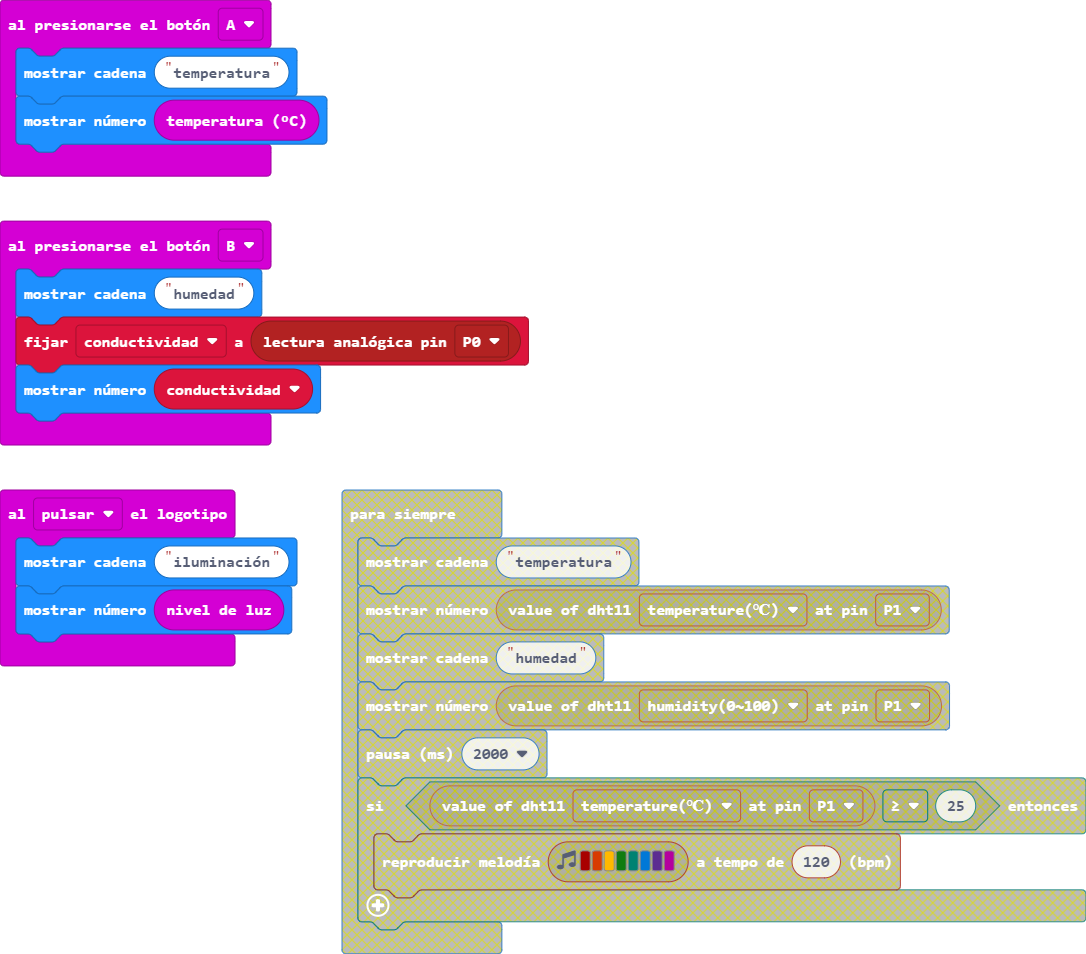 al presionarse el botón A
mostrar cadena "temperatura"
mostrar número temperatura (ºC)
al presionarse el botón B
mostrar cadena "humedad"
fijar conductividad a lectura analógica pin P0
mostrar número conductividad
al pulsar el logotipo
mostrar cadena "iluminación"
mostrar número nivel de luz
para siempre
mostrar cadena "temperatura"
mostrar número value of dht11 temperature(℃) at pin P1
mostrar cadena "humedad"
mostrar número value of dht11 humidity(0~100) at pin P1
pausa (ms) 2000
si value of dht11 temperature(℃) at pin P1 ≥ 25 entonces
reproducir melodía a tempo de 120 (bpm)